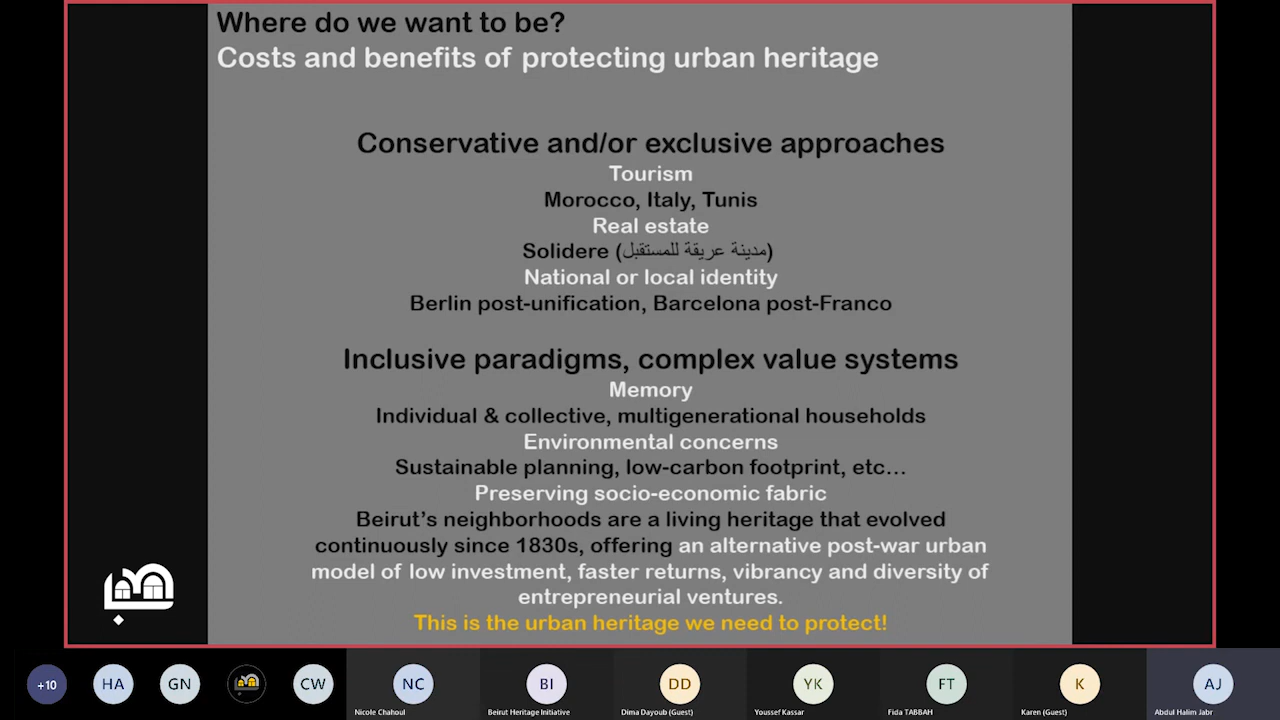 Where do we want to be?
Costs and benefits of protecting urban heritage
Conservative and/or exclusive approaches
Tourism
Morocco, Italy, Tunis
Real estate
Solidere (مدينة عريقة للمستقبل)
National or local identity
Berlin post-unification, Barcelona post-Franco
Inclusive paradigms, complex value systems
Memory
Individual & collective, multigenerational households
Environmental concerns
Sustainable planning, low-carbon footprint, etc...
Preserving socio-economic fabric
Beirut's neighborhoods are a living heritage that evolved
continuously since 1830s, offering an alternative post-war urban
model of low investment, faster returns, vibrancy and diversity of
entrepreneurial ventures.
This is the urban heritage we need to protect!
+10
HA
GN
CW
NC
BI
DD
YK
FT
K
AJ
Nicole Chahoul
Beirut Heritage Initiative
Dima Dayoub (Guest)
Youssef Kassar
Fida TABBAH
Karen (Guest)
Abdul Halim Jabr